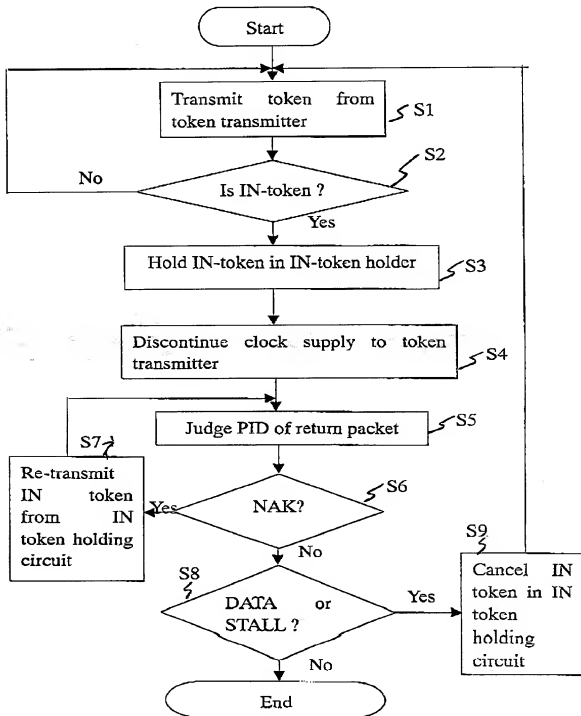 Start
Transmit token from
token transmitter
S1
S2
No
Is IN-token ?
Yes
Hold IN-token in IN-token holder
S3
Discontinue clock supply to token
transmitter
S4
Judge PID of return packet
S5
S7
Re-transmit
IN token
from IN
token holding
circuit
Yes
NAK?
S6
No
S8
DATA or
STALL ?
Yes
S9
Cancel IN
token in IN
token
holding
circuit
No
End